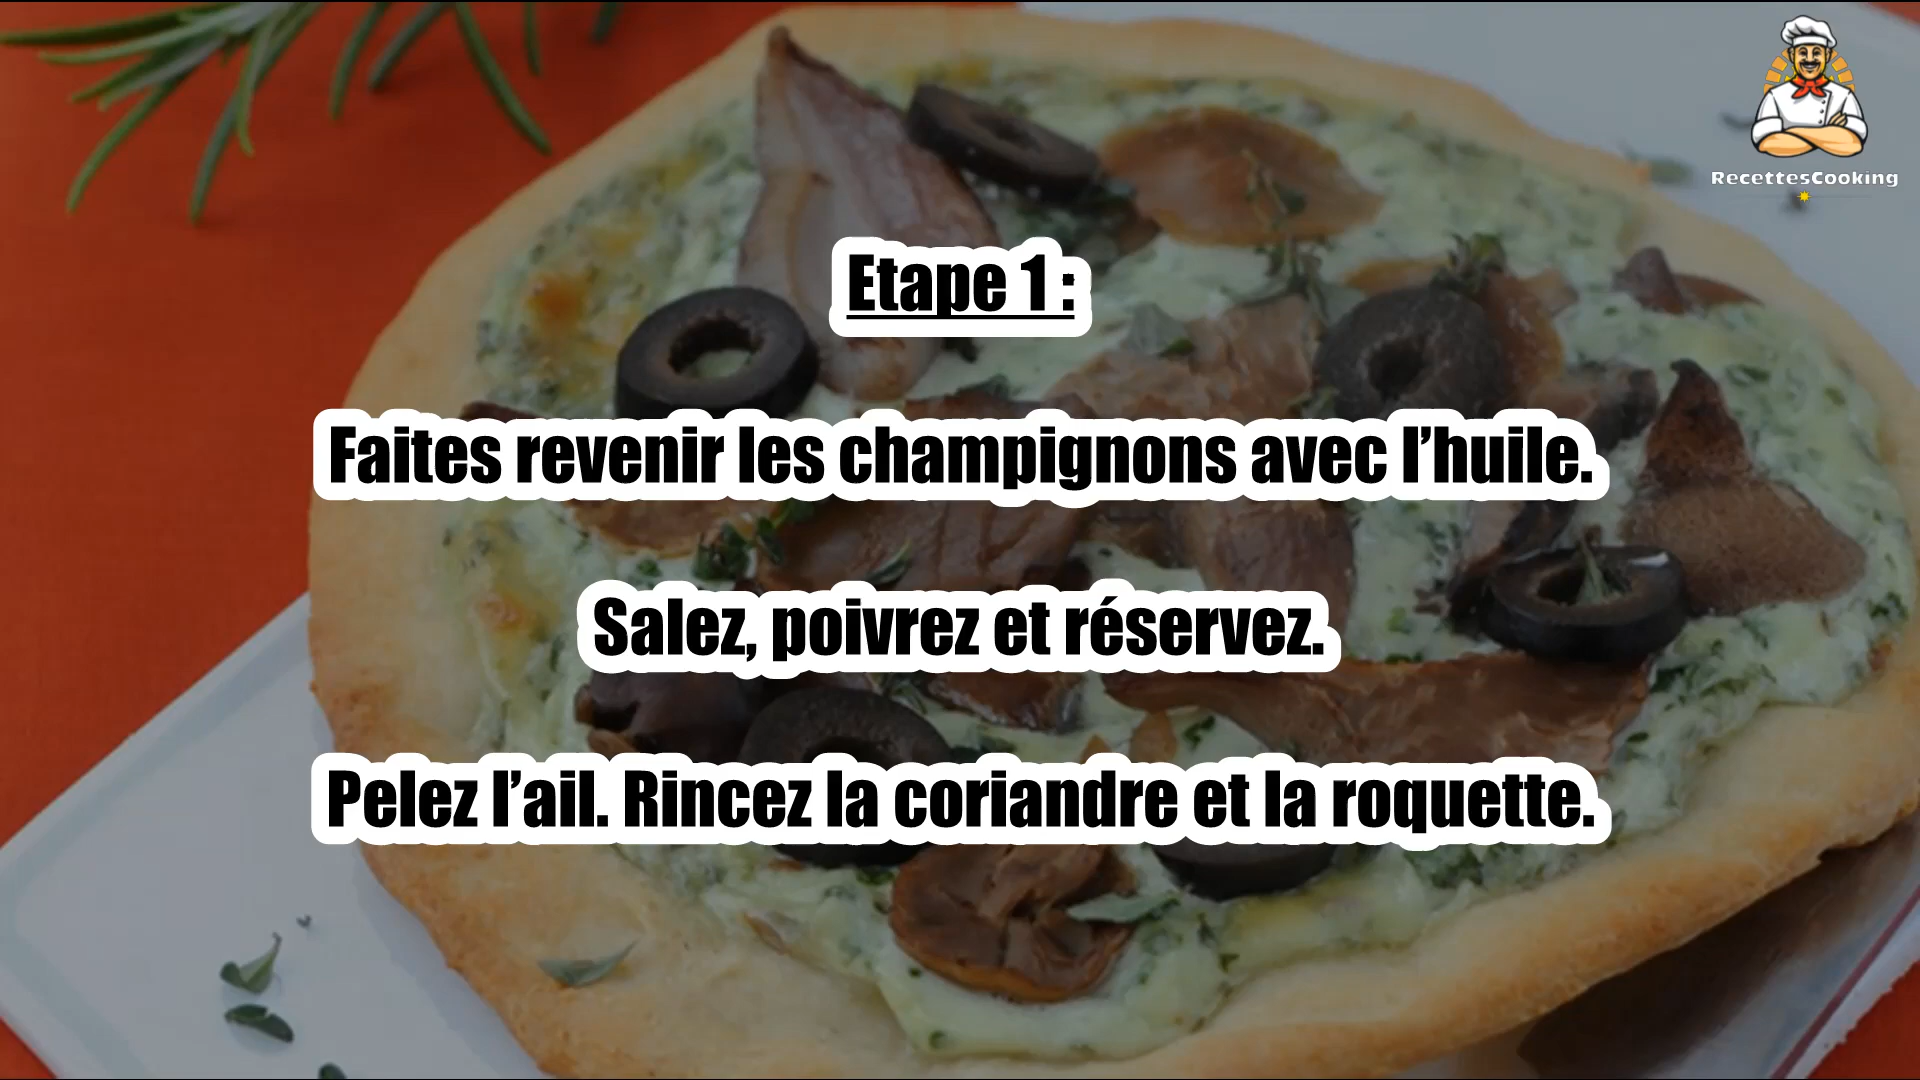 RecettesCooking
Etape 1 :
Faites revenir les champignons avec l’huile.
Salez, poivrez et réservez.
Pelez l’ail. Rincez la coriandre et la roquette.